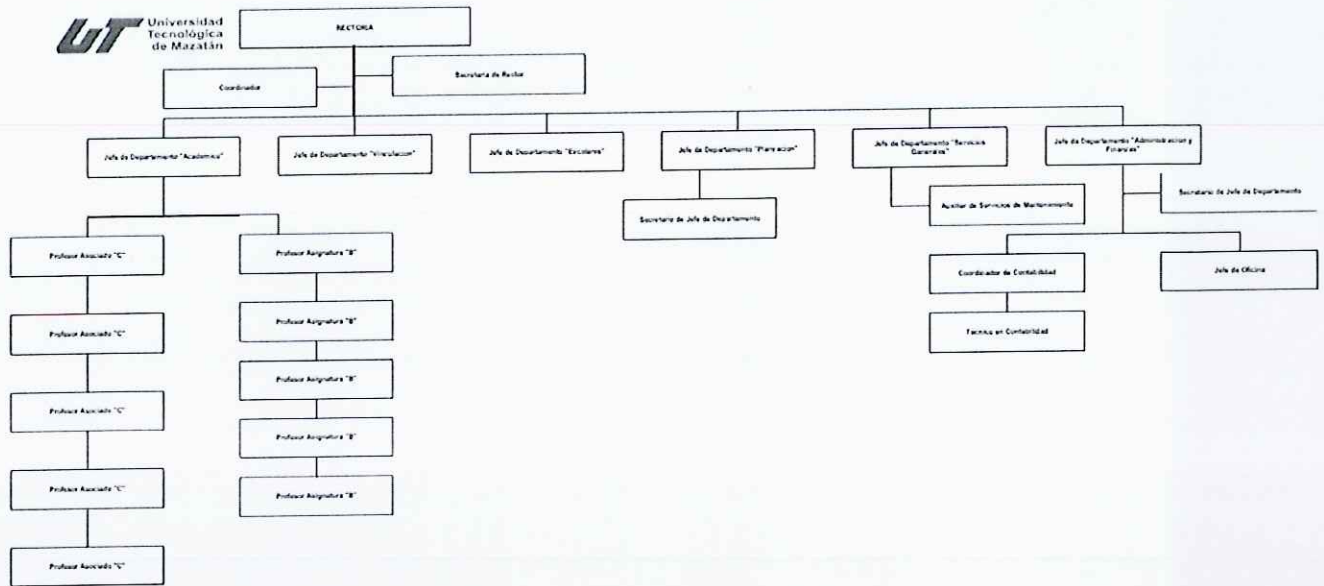 UT
Universidad
Tecnológica
de Mazatán
RECTORIA
Coordinador
Secretaria de Rector
Jefe de Departamento "Academico"
Jefe de Departamento "Vinculacion"
Jefe de Departamento "Escolares"
Jefe de Departamento "Planeacion"
Jefe de Departamento "Servicios
Generales"
Jefe de Departamento "Administracion y
Finanzas"
Secretario de Jefe de Departamento
Auxiliar de Servicios de Mantenimiento
Secretario de Jefe de Departamento
Profesor Asociado "C"
Profesor Asignatura "B"
Coordinador de Contabilidad
Jefe de Oficina
Profesor Asociado "C"
Profesor Asignatura "B"
Tecnico en Contabilidad
Profesor Asignatura "B"
Profesor Asociado "C"
Profesor Asignatura "B"
Profesor Asociado "C"
Profesor Asignatura "B"
Profesor Asociado "C"